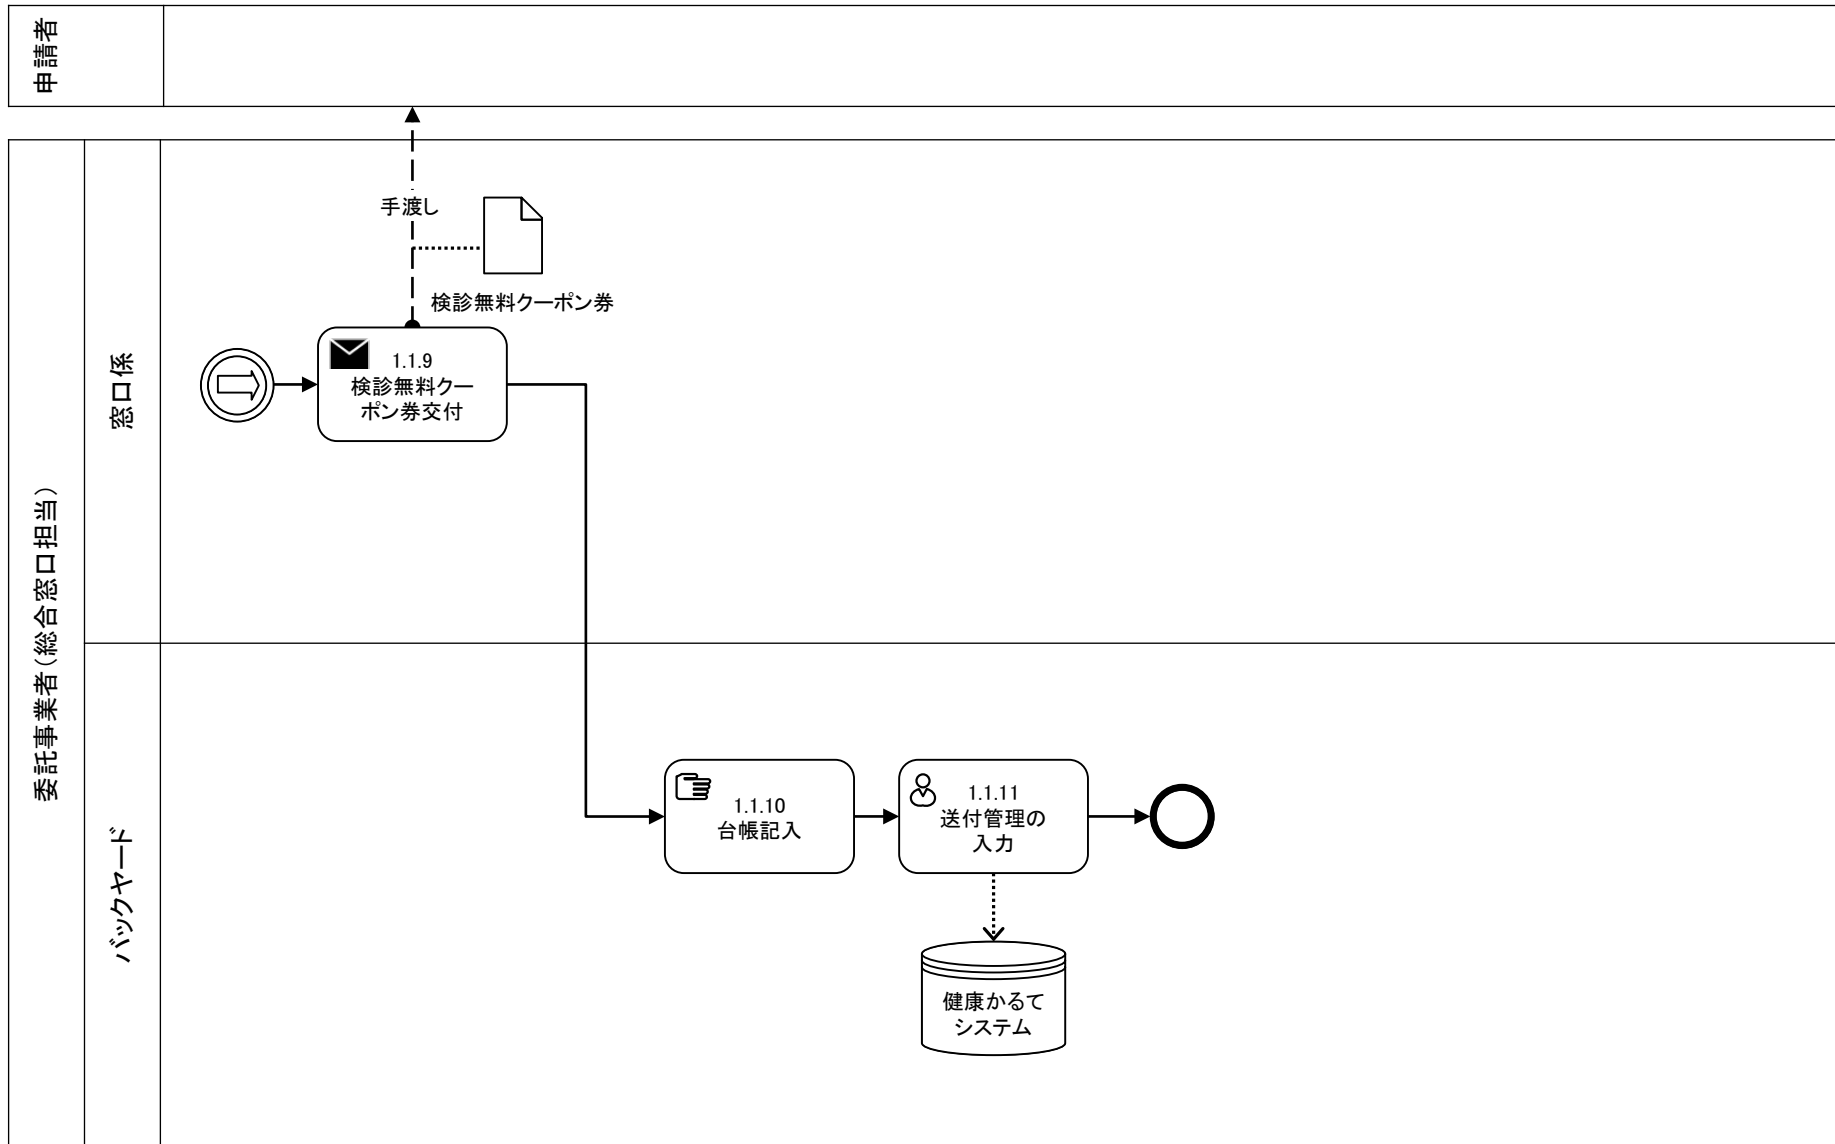 申請者
委託事業者(総合窓口担当)
窓口係
手渡し
検診無料クーポン券
1.1.9
検診無料クー
ポン券交付
バックヤード
1.1.10
台帳記入
1.1.11
送付管理の
入力
健康かるて
システム